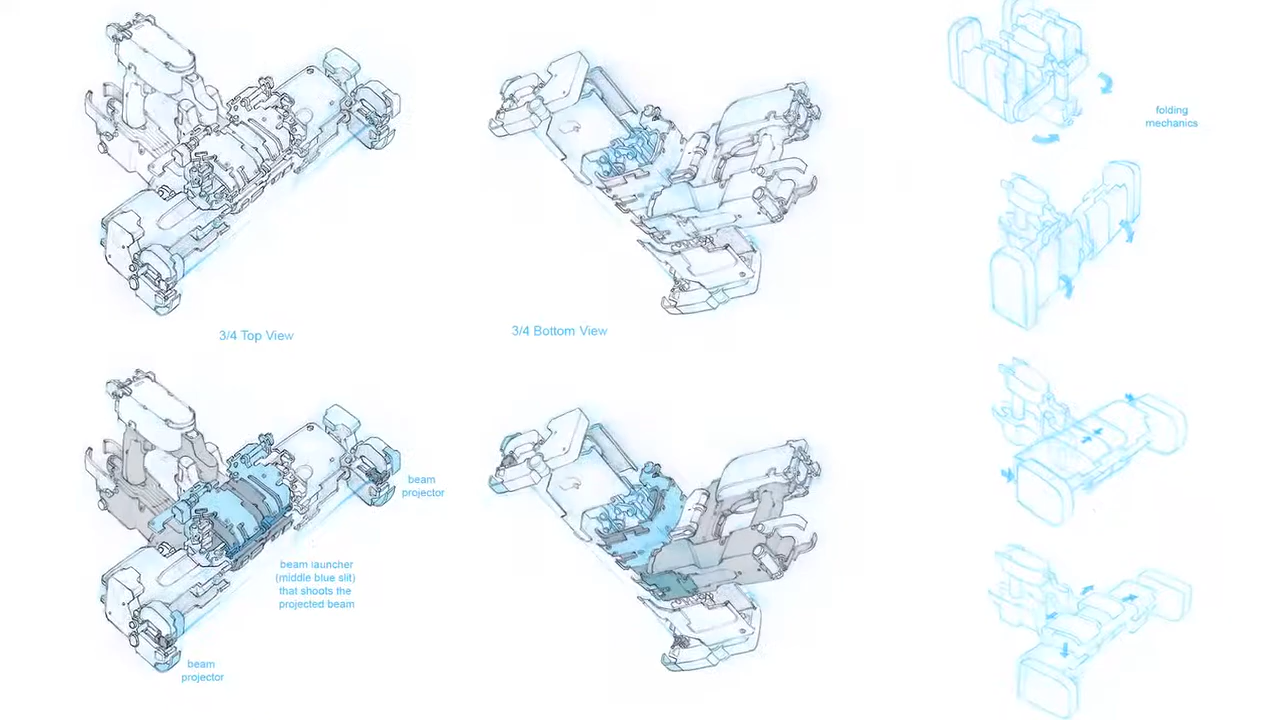 folding
mechanics
3/4 Top View
3/4 Bottom View
beam
projector
beam launcher
(middle blue slit)
that shoots the
projected beam
beam
projector